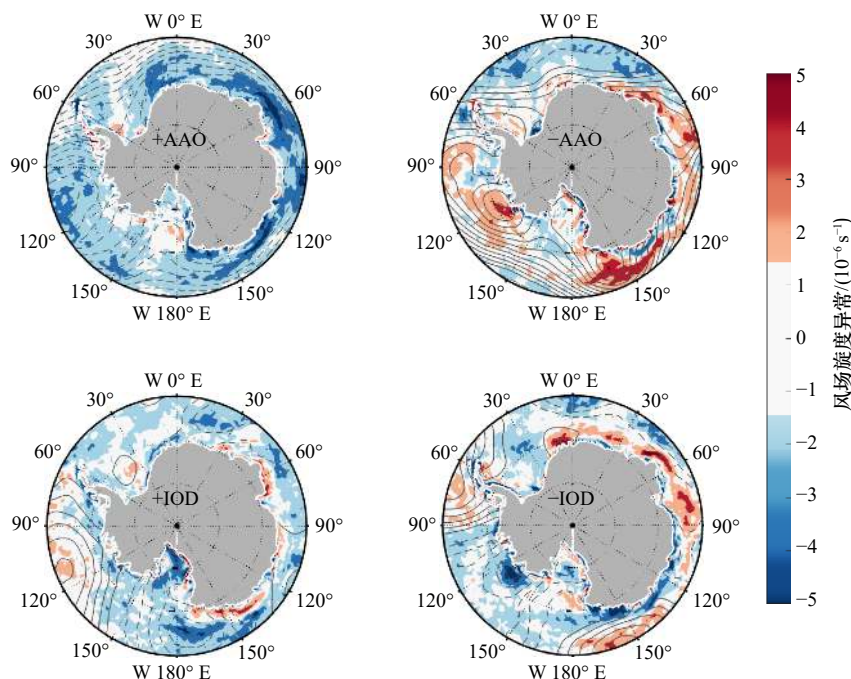 W 0° E
30° 30°
60° 60°
+AAO
90° 90°
120° 120°
150° 150°
W 180° E
W 0° E
30° 30°
60° 60°
−AAO
90° 90°
120° 120°
150° 150°
W 180° E
W 0° E
30° 30°
60° 60°
+IOD
90° 90°
120° 120°
150° 150°
W 180° E
W 0° E
30° 30°
60° 60°
−IOD
90° 90°
120° 120°
150° 150°
W 180° E
5
4
3
2
1
0
−1
−2
−3
−4
−5
风场旋度异常/(10⁻⁶ s⁻¹)